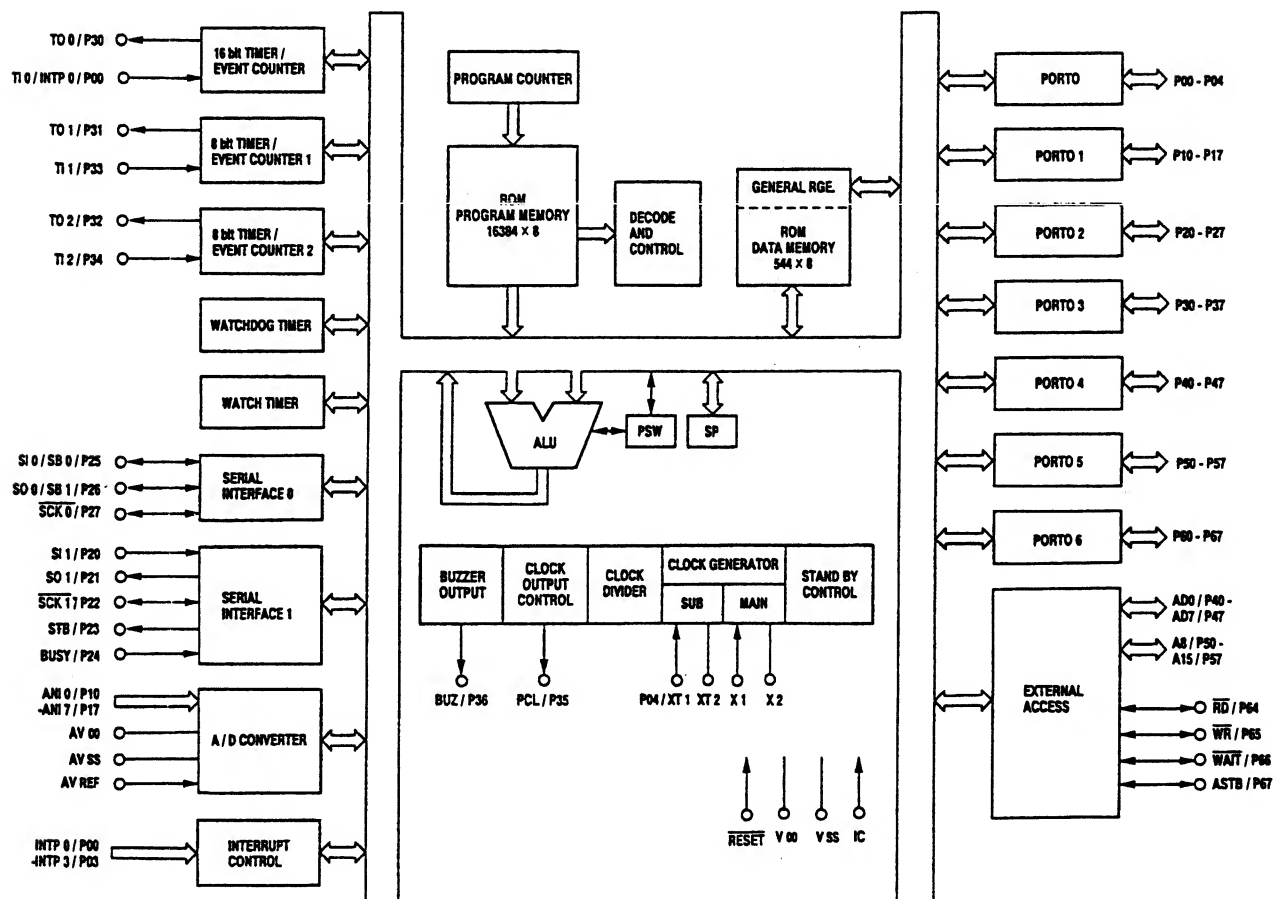 TO 0 / P30
TI 0 / INTP 0 / P00
16 bit TIMER /
EVENT COUNTER
TO 1 / P31
TI 1 / P33
8 bit TIMER /
EVENT COUNTER 1
TO 2 / P32
TI 2 / P34
8 bit TIMER /
EVENT COUNTER 2
WATCHDOG TIMER
WATCH TIMER
SI 0 / SB 0 / P25
SO 0 / SB 1 / P26
SCK 0 / P27
SERIAL
INTERFACE 0
SI 1 / P20
SO 1 / P21
SCK 1 7 P22
STB / P23
BUSY / P24
SERIAL
INTERFACE 1
ANI 0 / P10
-ANI 7 / P17
AV 00
AV SS
AV REF
A / D CONVERTER
INTP 0 / P00
-INTP 3 / P03
INTERRUPT
CONTROL
PROGRAM COUNTER
ROM
PROGRAM MEMORY
16384 × 8
DECODE
AND
CONTROL
GENERAL RGE.
ROM
DATA MEMORY
544 × 8
ALU
PSW
SP
BUZZER
OUTPUT
CLOCK
OUTPUT
CONTROL
CLOCK
DIVIDER
CLOCK GENERATOR
SUB
MAIN
STAND BY
CONTROL
BUZ / P36
PCL / P35
P04 / XT 1
XT 2
X 1
X 2
RESET
V 00
V SS
IC
PORTO
P00 - P04
PORTO 1
P10 - P17
PORTO 2
P20 - P27
PORTO 3
P30 - P37
PORTO 4
P40 - P47
PORTO 5
P50 - P57
PORTO 6
P60 - P67
EXTERNAL
ACCESS
AD0 / P40 -
AD7 / P47
A8 / P50 -
A15 / P57
RD / P64
WR / P65
WAIT / P66
ASTB / P67